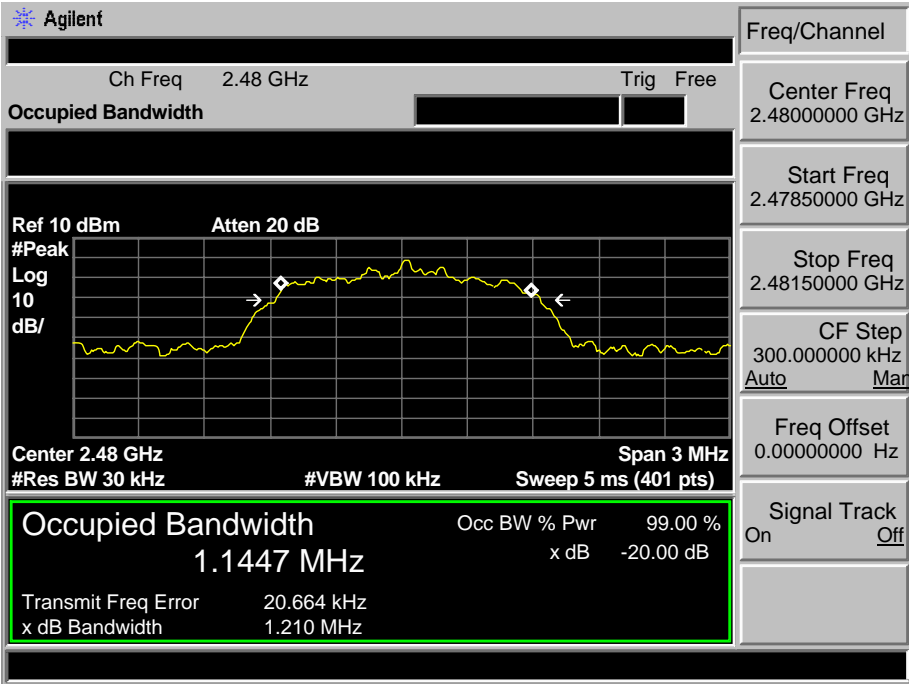 Agilent
Ch Freq 2.48 GHz Trig Free
Occupied Bandwidth
Ref 10 dBm Atten 20 dB
#Peak
Log
10
dB/
Center 2.48 GHz Span 3 MHz
#Res BW 30 kHz #VBW 100 kHz Sweep 5 ms (401 pts)
Occupied Bandwidth
1.1447 MHz
Occ BW % Pwr 99.00 %
x dB -20.00 dB
Transmit Freq Error 20.664 kHz
x dB Bandwidth 1.210 MHz
Freq/Channel
Center Freq
2.48000000 GHz
Start Freq
2.47850000 GHz
Stop Freq
2.48150000 GHz
CF Step
300.000000 kHz
Auto Mar
Freq Offset
0.00000000 Hz
Signal Track
On Off